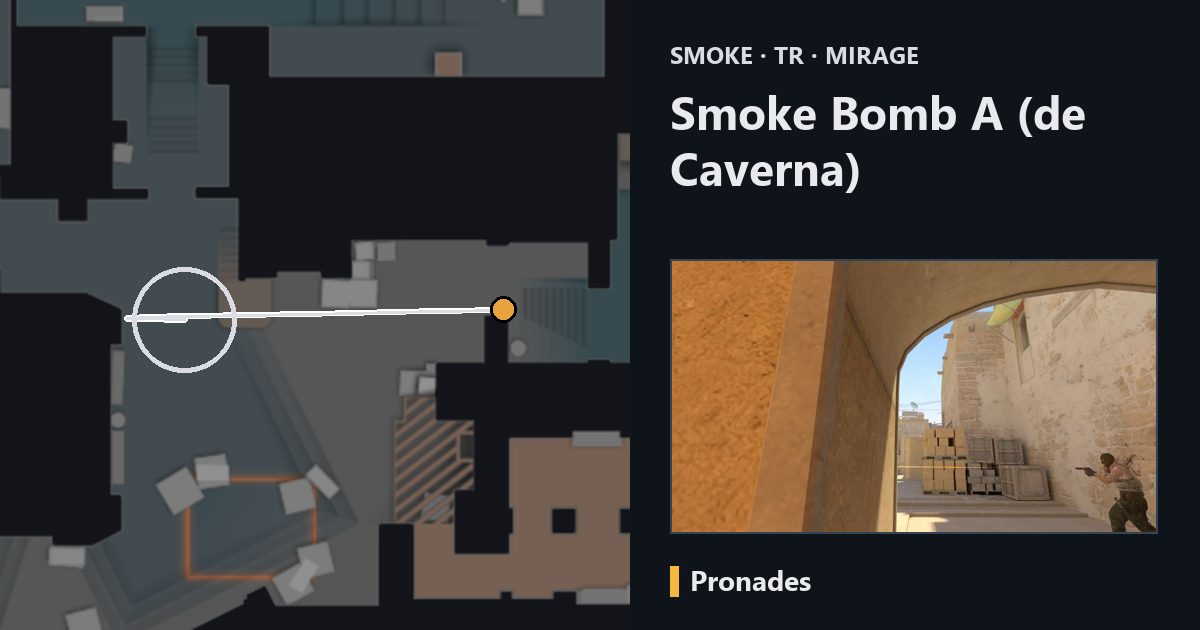 SMOKE · TR · MIRAGE
Smoke Bomb A (de
Caverna)
Pronades